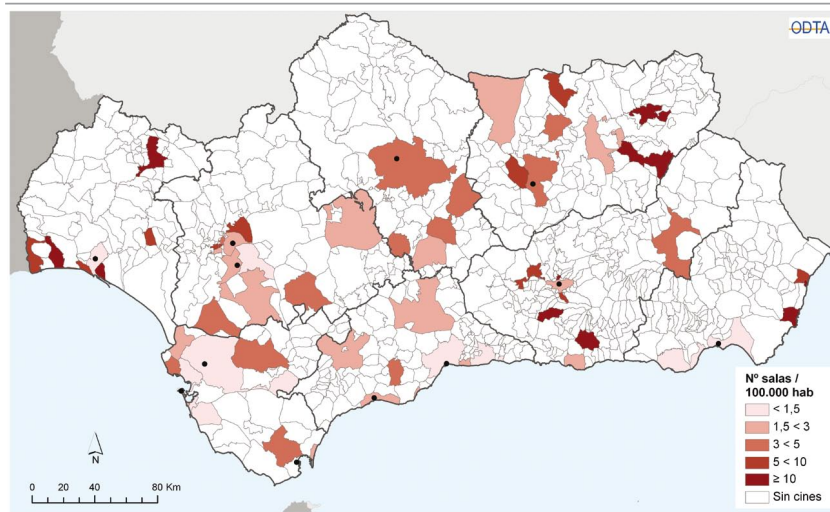 ODTA
Nº salas /
100.000 hab
< 1,5
1,5 < 3
3 < 5
5 < 10
≥ 10
Sin cines
N
0 20 40 80 Km